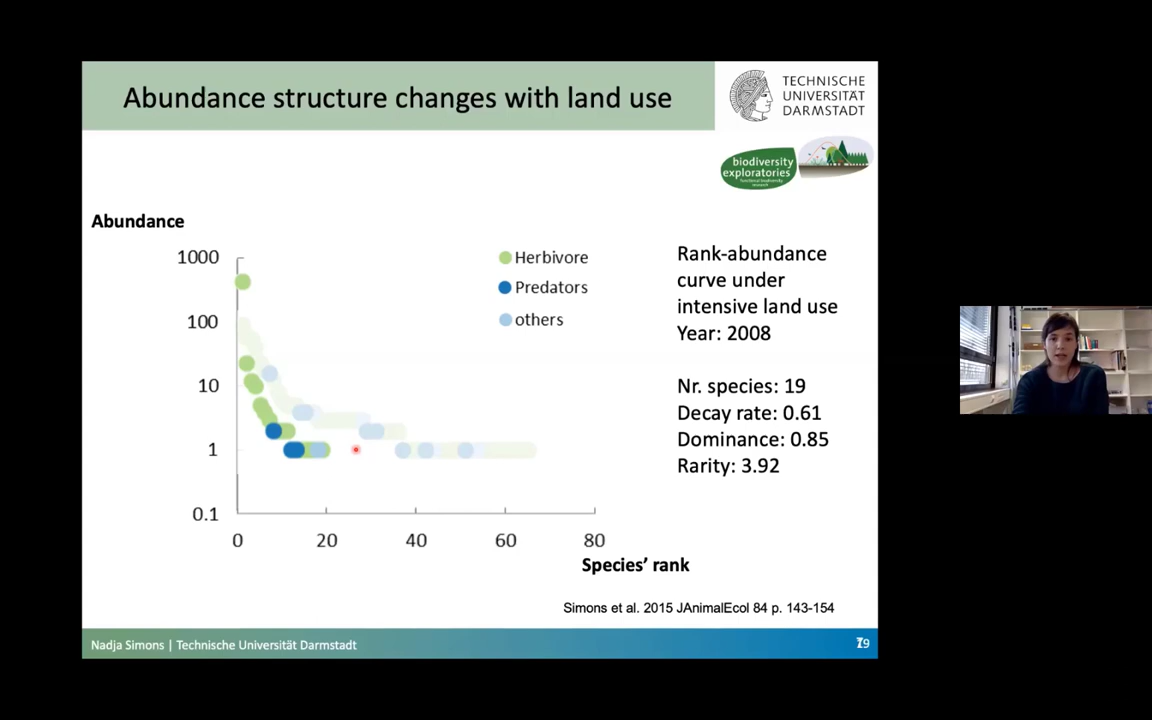 Abundance structure changes with land use
TECHNISCHE
UNIVERSITÄT
DARMSTADT
biodiversity
exploratories
Abundance
1000
100
10
1
0.1
0
20
40
60
80
Species’ rank
Herbivore
Predators
others
Rank-abundance
curve under
intensive land use
Year: 2008
Nr. species: 19
Decay rate: 0.61
Dominance: 0.85
Rarity: 3.92
Simons et al. 2015 JAnimalEcol 84 p. 143-154
Nadja Simons | Technische Universität Darmstadt